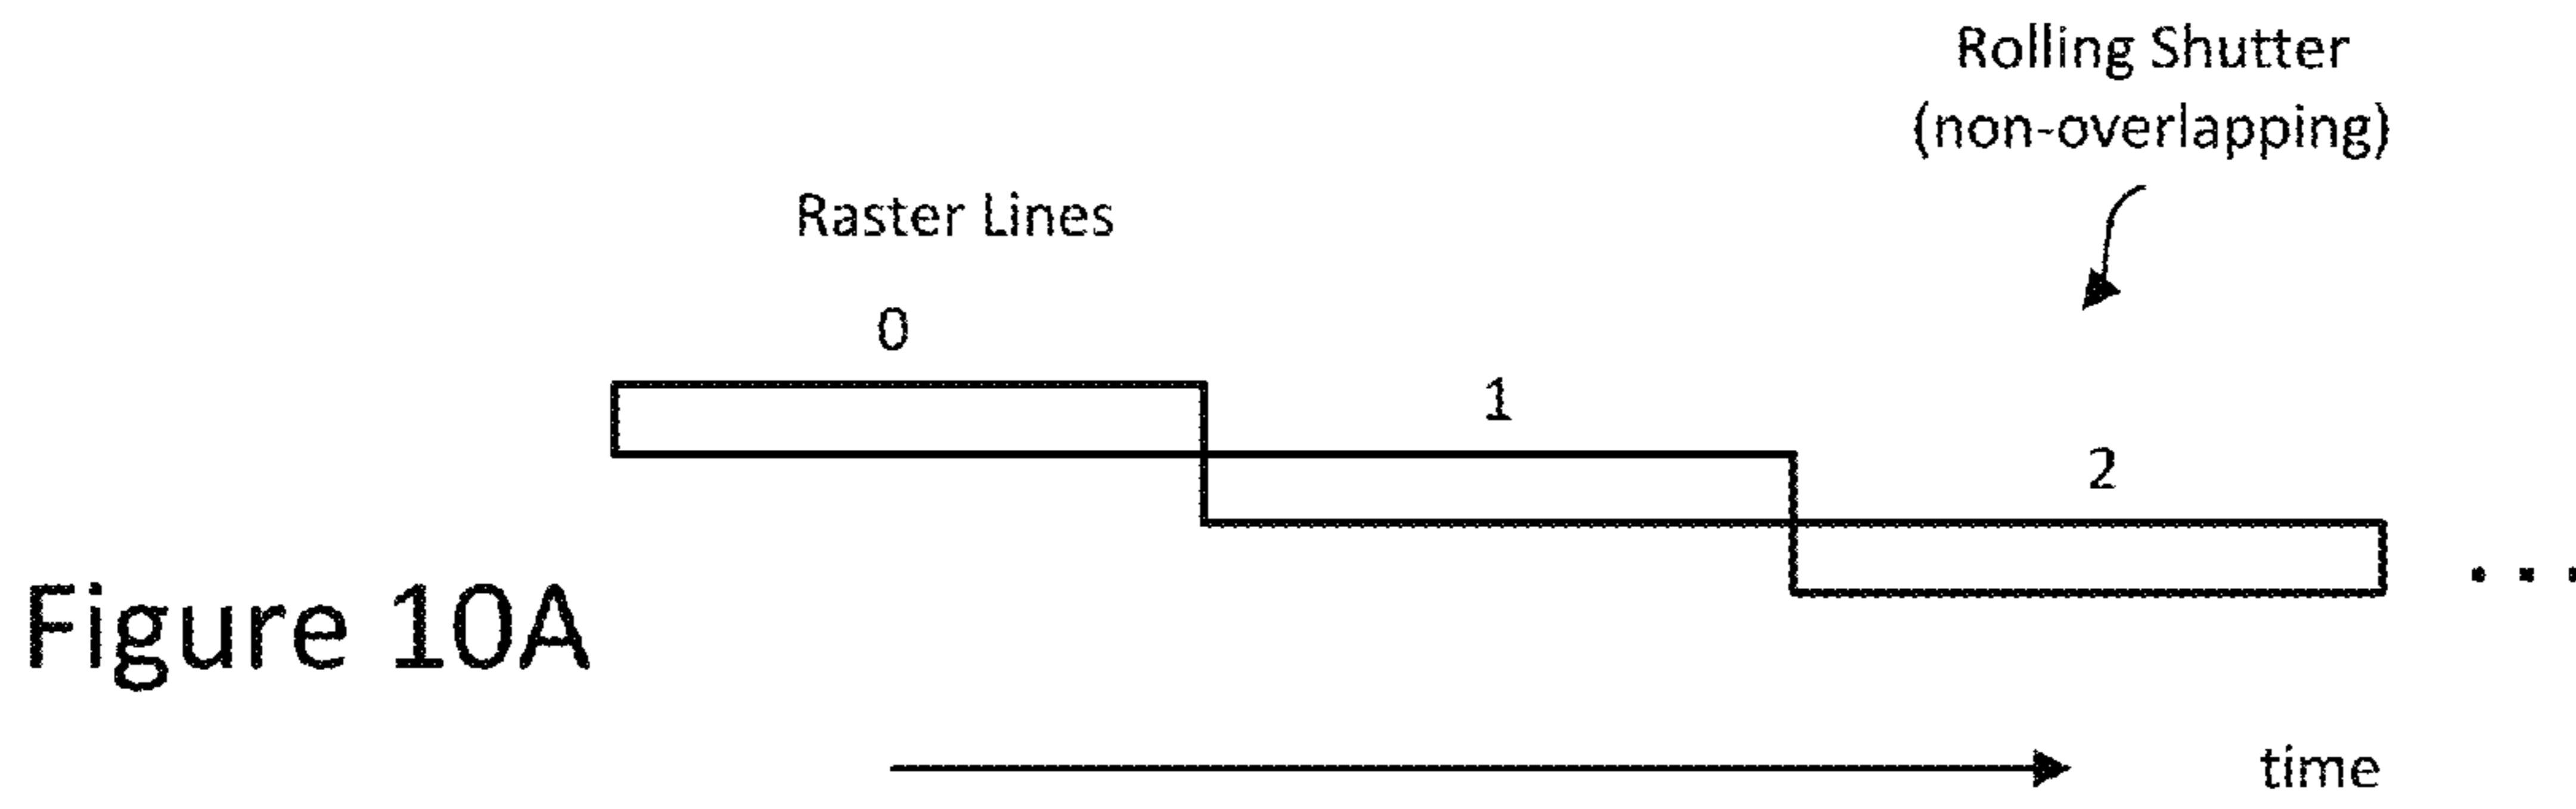 Rolling Shutter
(non-overlapping)
Raster Lines
0
1
2
. . .
Figure 10A
time